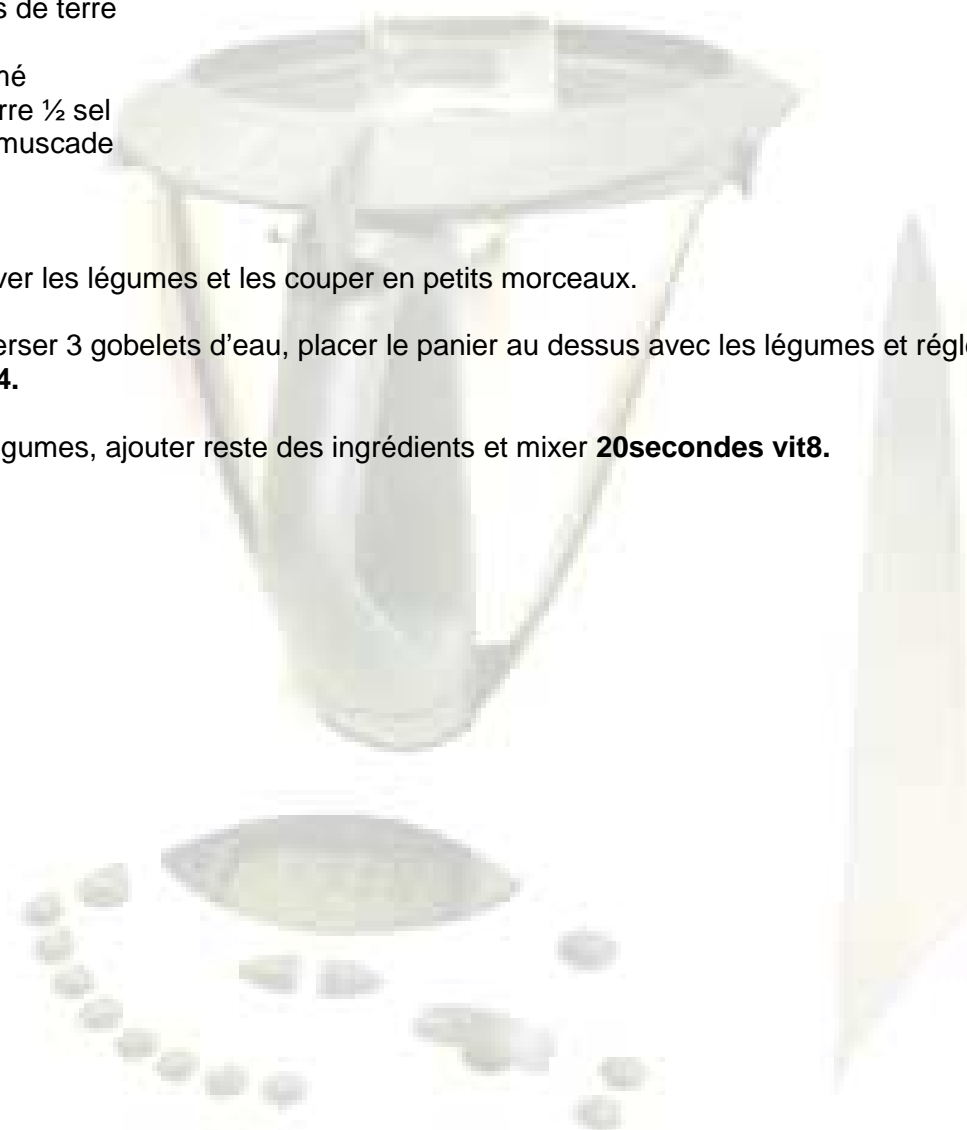 s de terre
né
rre ½ sel
muscade
ver les légumes et les couper en petits morceaux.
erser 3 gobelets d’eau, placer le panier au dessus avec les légumes et régle
4.
gumes, ajouter reste des ingrédients et mixer 20secondes vit8.